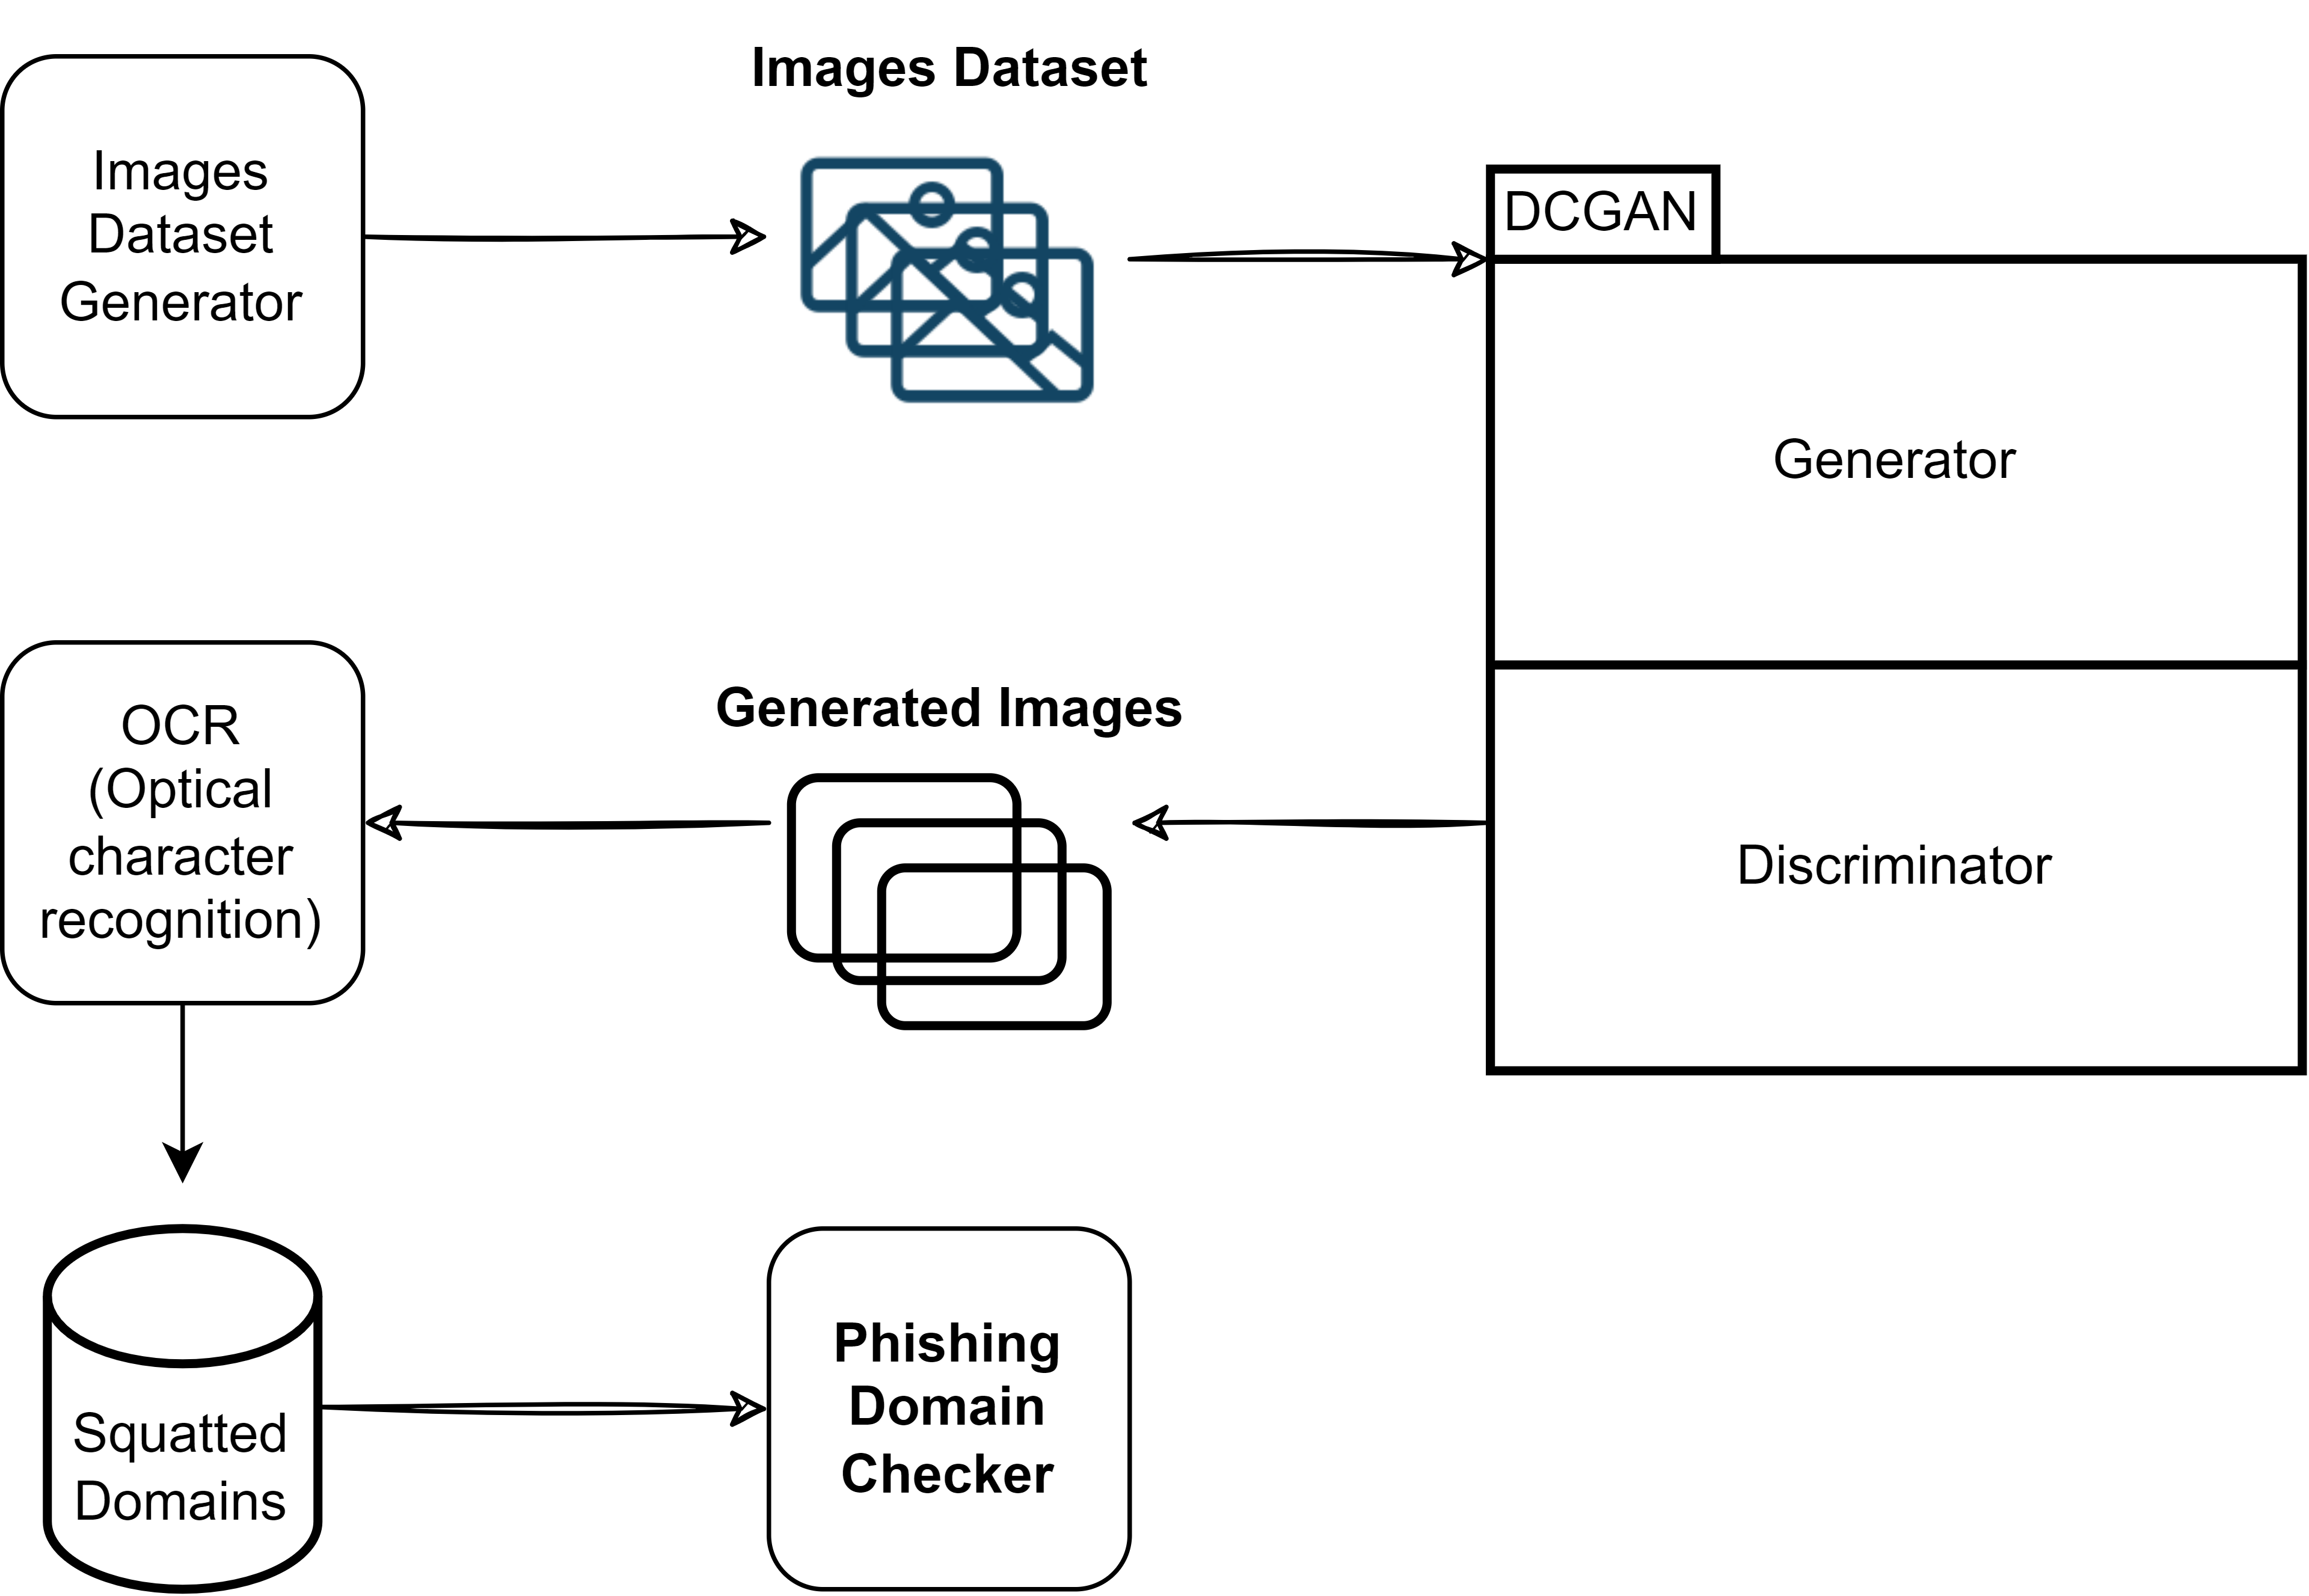 Images Dataset
Images
Dataset
Generator
DCGAN
Generator
OCR
(Optical
character
recognition)
Generated Images
Discriminator
Squatted
Domains
Phishing
Domain
Checker